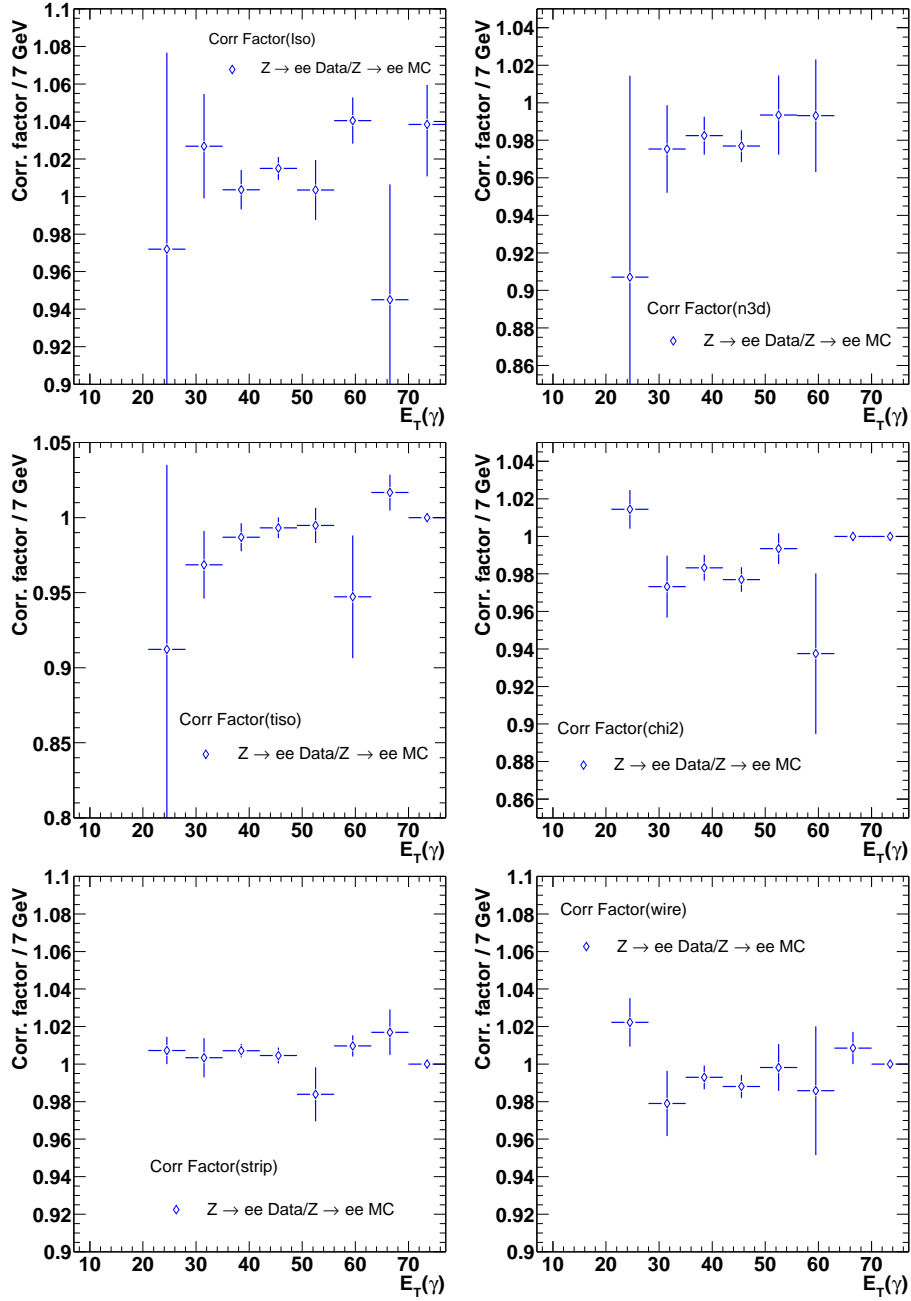 Corr. factor / 7 GeV
1.1
1.08
1.06
1.04
1.02
1
0.98
0.96
0.94
0.92
0.9
Corr Factor(Iso)
Z → ee Data/Z → ee MC
10 20 30 40 50 60 70
E_T(γ)
Corr. factor / 7 GeV
1.04
1.02
1
0.98
0.96
0.94
0.92
0.9
0.88
0.86
Corr Factor(n3d)
Z → ee Data/Z → ee MC
10 20 30 40 50 60 70
E_T(γ)
Corr. factor / 7 GeV
1.05
1
0.95
0.9
0.85
0.8
Corr Factor(tiso)
Z → ee Data/Z → ee MC
10 20 30 40 50 60 70
E_T(γ)
Corr. factor / 7 GeV
1.04
1.02
1
0.98
0.96
0.94
0.92
0.9
0.88
0.86
Corr Factor(chi2)
Z → ee Data/Z → ee MC
10 20 30 40 50 60 70
E_T(γ)
Corr. factor / 7 GeV
1.1
1.08
1.06
1.04
1.02
1
0.98
0.96
0.94
0.92
0.9
Corr Factor(strip)
Z → ee Data/Z → ee MC
10 20 30 40 50 60 70
E_T(γ)
Corr. factor / 7 GeV
1.1
1.08
1.06
1.04
1.02
1
0.98
0.96
0.94
0.92
0.9
Corr Factor(wire)
Z → ee Data/Z → ee MC
10 20 30 40 50 60 70
E_T(γ)